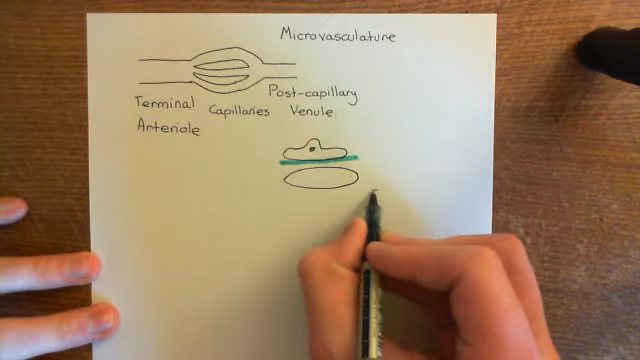 Microvasculature
Terminal Arteriole
Capillaries
Post-capillary Venule